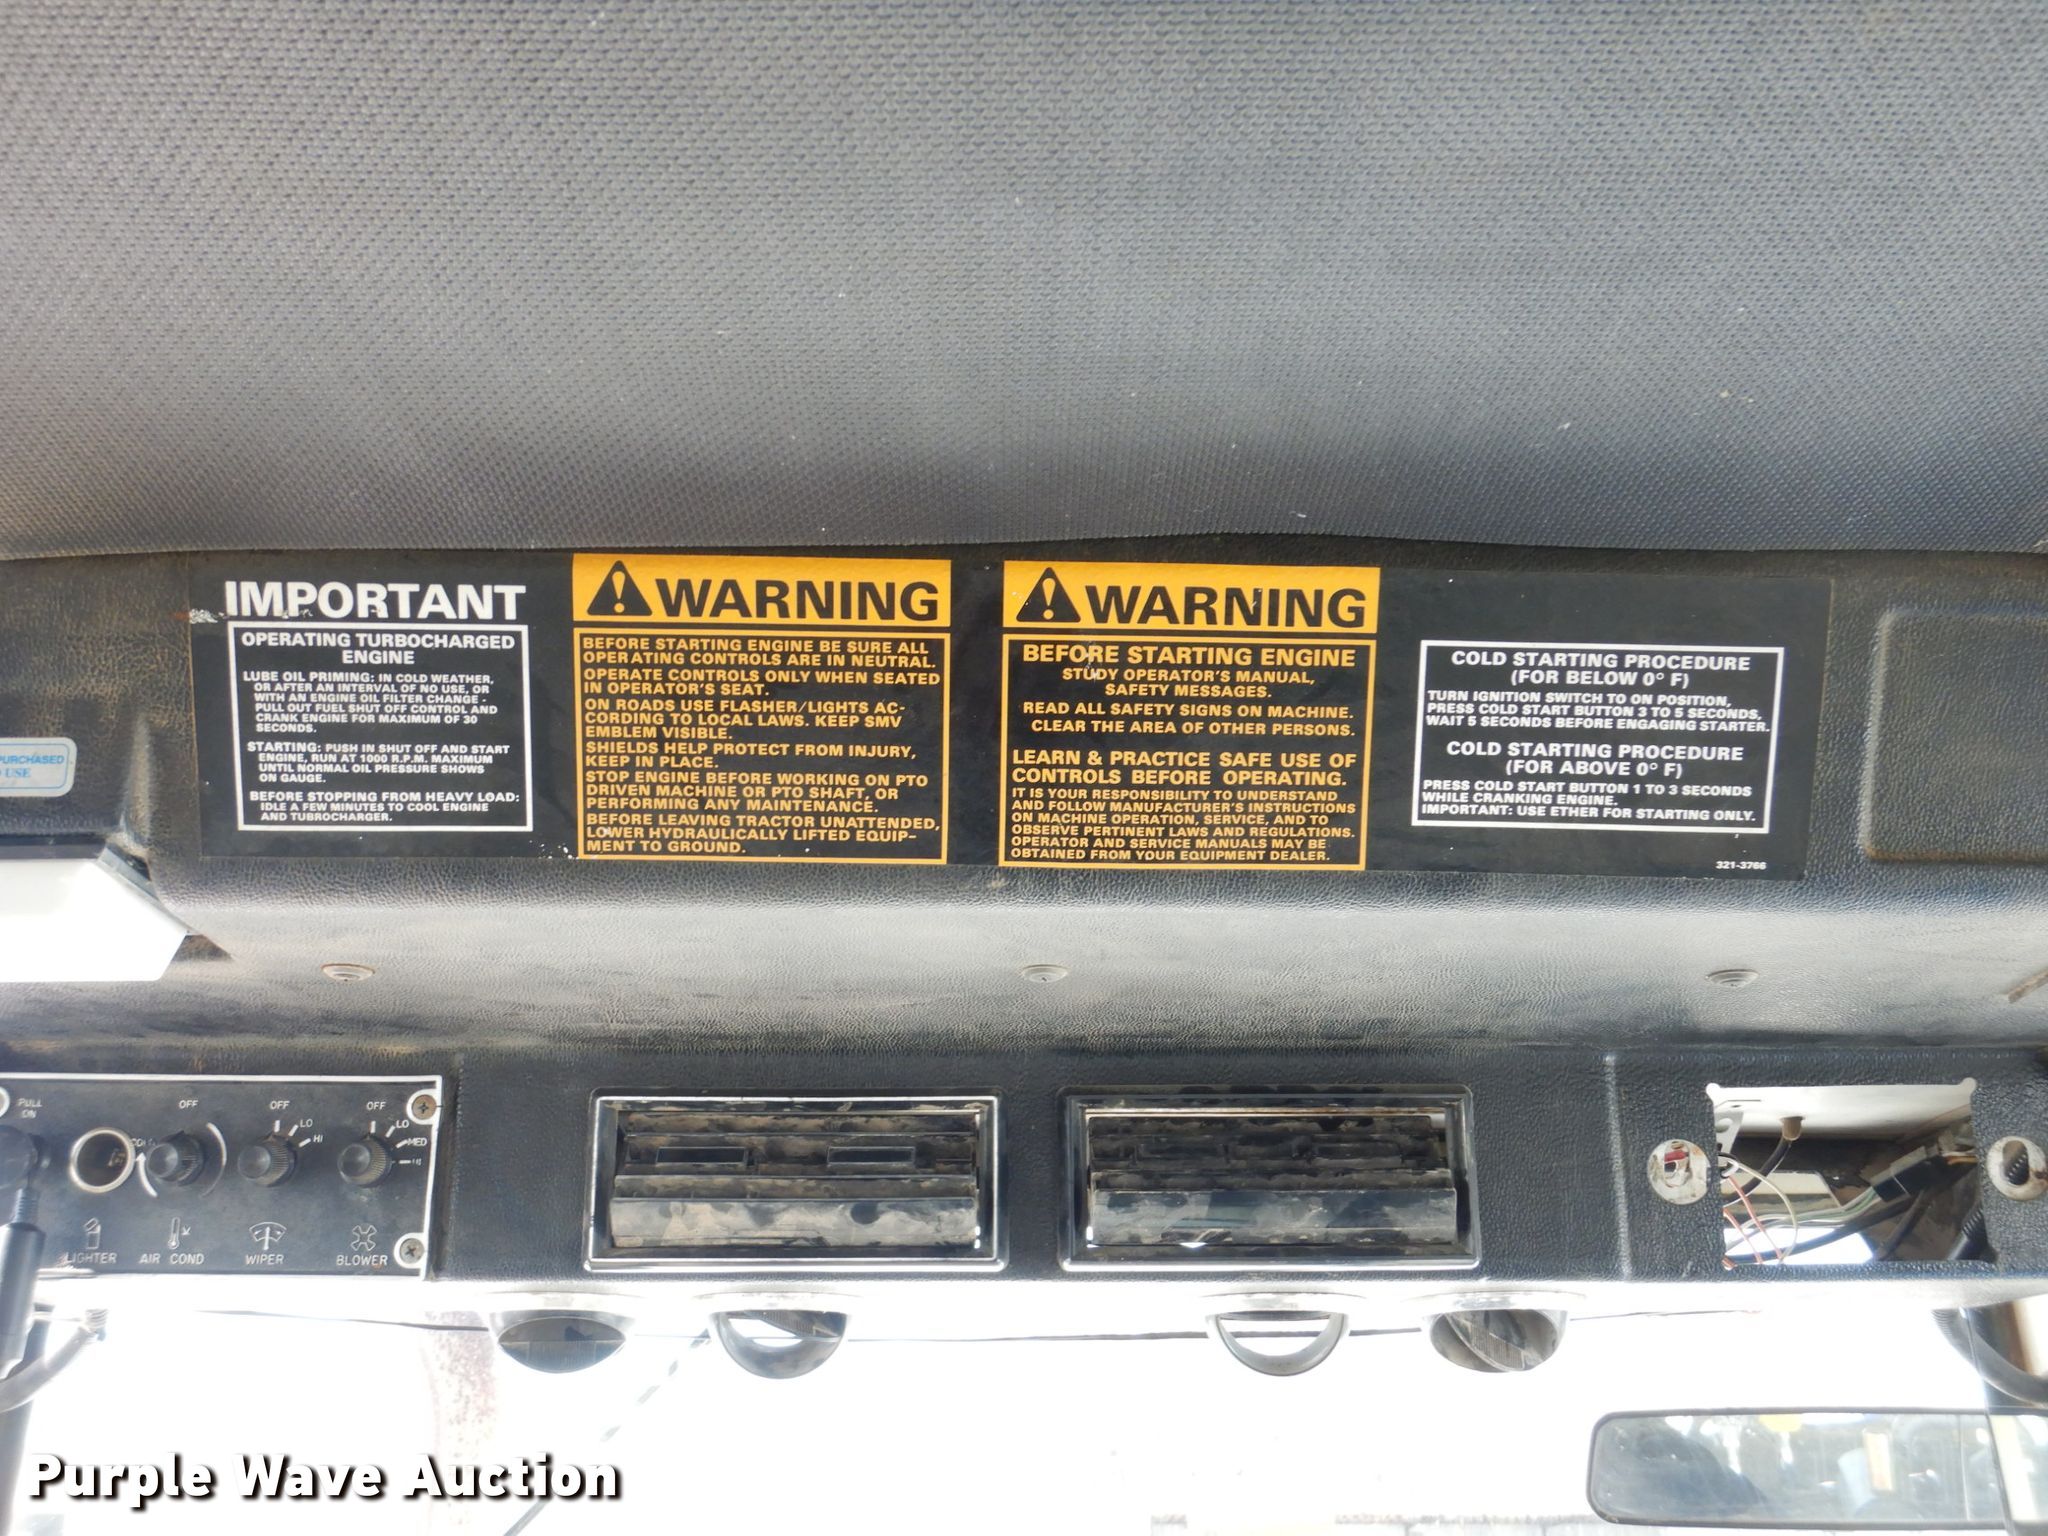 IMPORTANT
OPERATING TURBOCHARGED
ENGINE
LUBE OIL PRIMING: IN COLD WEATHER,
OR AFTER AN INTERVAL OF NO USE, OR
WITH AN ENGINE OIL FILTER CHANGE -
PULL OUT FUEL SHUT OFF CONTROL AND
CRANK ENGINE FOR MAXIMUM OF 30
SECONDS.
STARTING: PUSH IN SHUT OFF AND START
ENGINE, RUN AT 1000 R.P.M. MAXIMUM
UNTIL NORMAL OIL PRESSURE SHOWS
ON GAUGE.
BEFORE STOPPING FROM HEAVY LOAD:
IDLE A FEW MINUTES TO COOL ENGINE
AND TUBROCHARGER.
WARNING
BEFORE STARTING ENGINE BE SURE ALL
OPERATING CONTROLS ARE IN NEUTRAL.
OPERATE CONTROLS ONLY WHEN SEATED
IN OPERATOR'S SEAT.
ON ROADS USE FLASHER/LIGHTS AC-
CORDING TO LOCAL LAWS. KEEP SMV
EMBLEM VISIBLE.
SHIELDS HELP PROTECT FROM INJURY,
KEEP IN PLACE.
STOP ENGINE BEFORE WORKING ON PTO
DRIVEN MACHINE OR PTO SHAFT, OR
PERFORMING ANY MAINTENANCE.
BEFORE LEAVING TRACTOR UNATTENDED,
LOWER HYDRAULICALLY LIFTED EQUIP-
MENT TO GROUND.
WARNING
BEFORE STARTING ENGINE
STUDY OPERATOR'S MANUAL,
SAFETY MESSAGES.
READ ALL SAFETY SIGNS ON MACHINE.
CLEAR THE AREA OF OTHER PERSONS.
LEARN & PRACTICE SAFE USE OF
CONTROLS BEFORE OPERATING.
IT IS YOUR RESPONSIBILITY TO UNDERSTAND
AND FOLLOW MANUFACTURER'S INSTRUCTIONS
ON MACHINE OPERATION, SERVICE, AND TO
OBSERVE PERTINENT LAWS AND REGULATIONS.
OPERATOR AND SERVICE MANUALS MAY BE
OBTAINED FROM YOUR EQUIPMENT DEALER.
COLD STARTING PROCEDURE
(FOR BELOW 0° F)
TURN IGNITION SWITCH TO ON POSITION,
PRESS COLD START BUTTON 3 TO 5 SECONDS,
WAIT 5 SECONDS BEFORE ENGAGING STARTER.
COLD STARTING PROCEDURE
(FOR ABOVE 0° F)
PRESS COLD START BUTTON 1 TO 3 SECONDS
WHILE CRANKING ENGINE.
IMPORTANT: USE ETHER FOR STARTING ONLY.
321-3766
PURCHASED
USE
PULL
ON
OFF
OFF
LO
HI
OFF
LO
MED
HI
LIGHTER
AIR COND
WIPER
BLOWER
Purple Wave Auction